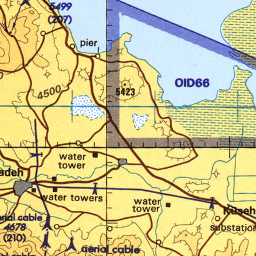 5499
(207)
pier
OID66
4500
5423
water
tower
adeh
water towers
water
tower
Kuseh
substation
rial cable
4678
(210)
aerial cable